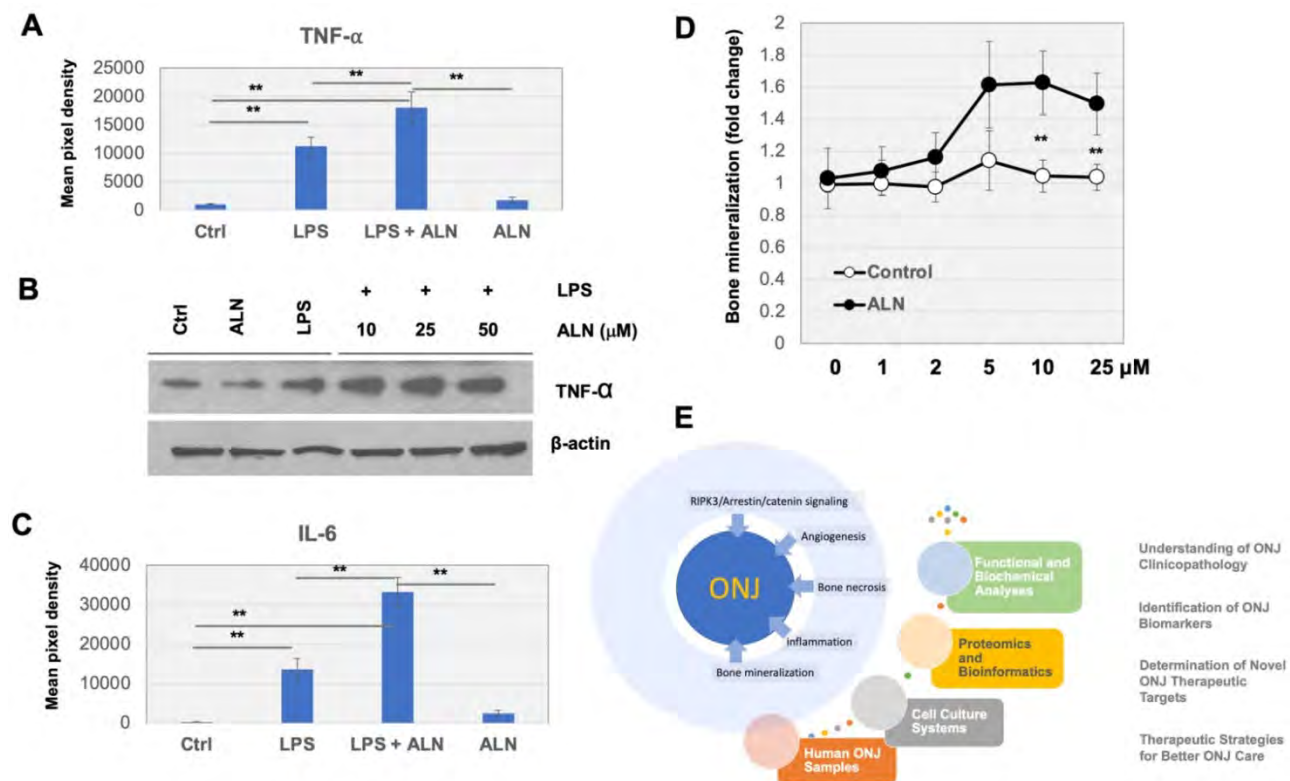 A
TNF-α
Mean pixel density
25000
20000
15000
10000
5000
0
**
**
**
**
Ctrl
LPS
LPS + ALN
ALN
B
Ctrl
ALN
LPS
+ + + LPS
10 25 50 ALN (μM)
TNF-α
β-actin
C
IL-6
Mean pixel density
40000
30000
20000
10000
0
**
**
**
**
Ctrl
LPS
LPS + ALN
ALN
D
Bone mineralization (fold change)
2
1.8
1.6
1.4
1.2
1
0.8
0.6
0.4
0.2
0
**
**
Control
ALN
0 1 2 5 10 25 μM
E
RIPK3/Arrestin/catenin signaling
Angiogenesis
ONJ
Bone necrosis
inflammation
Bone mineralization
Functional and
Biochemical
Analyses
Proteomics
and
Bioinformatics
Cell Culture
Systems
Human ONJ
Samples
Understanding of ONJ
Clinicopathology
Identification of ONJ
Biomarkers
Determination of Novel
ONJ Therapeutic
Targets
Therapeutic Strategies
for Better ONJ Care